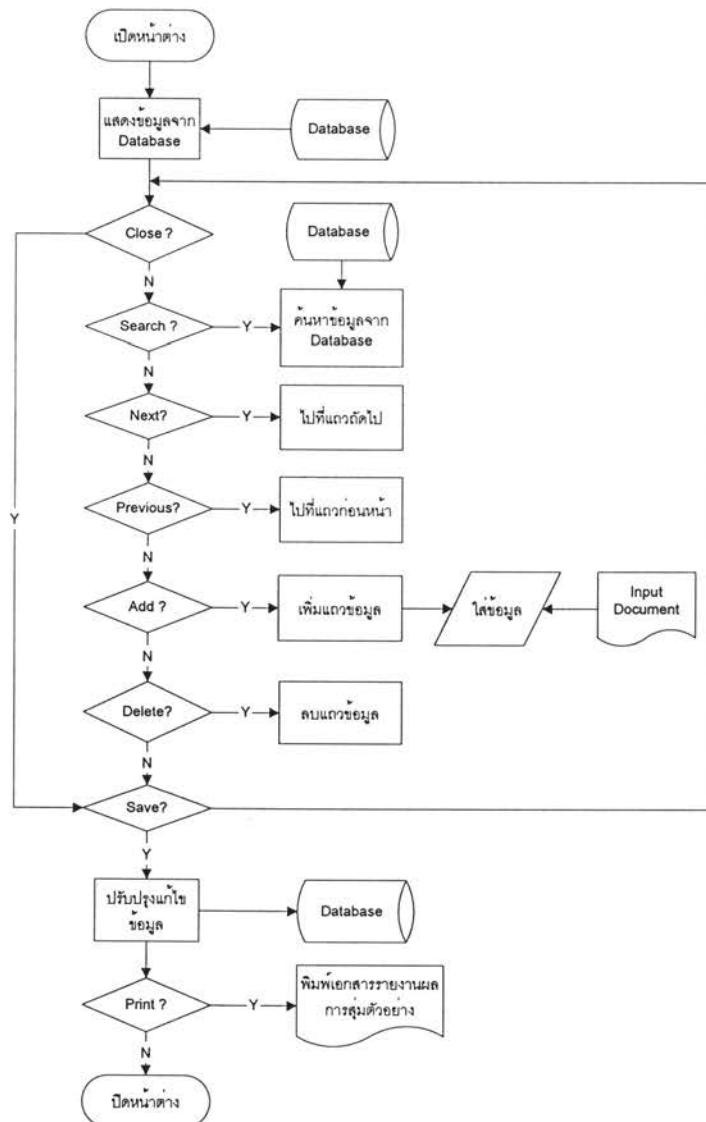 เปิดหน้าต่าง
แสดงข้อมูลจาก
Database
Database
Close ?
Database
N
Search ?
Y
ค้นหาข้อมูลจาก
Database
N
Next?
Y
ไปที่แถวถัดไป
N
Y
Previous?
Y
ไปที่แถวก่อนหน้า
N
Add ?
Y
เพิ่มแถวข้อมูล
ใส่ข้อมูล
Input
Document
N
Delete?
Y
ลบแถวข้อมูล
N
Save?
Y
ปรับปรุงแก้ไข
ข้อมูล
Database
Print ?
Y
พิมพ์เอกสารรายงานผล
การสุ่มตัวอย่าง
N
ปิดหน้าต่าง